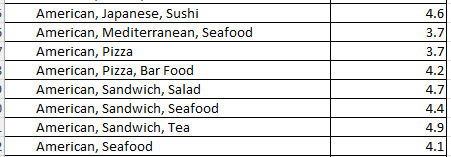 American, Japanese, Sushi 4.6
American, Mediterranean, Seafood 3.7
American, Pizza 3.7
American, Pizza, Bar Food 4.2
American, Sandwich, Salad 4.7
American, Sandwich, Seafood 4.4
American, Sandwich, Tea 4.9
American, Seafood 4.1